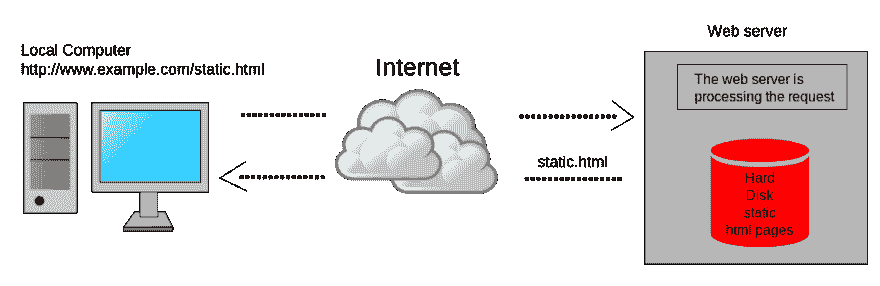 Local Computer
http://www.example.com/static.html
Internet
Web server
The web server is
processing the request
static.html
Hard
Disk
static
html pages